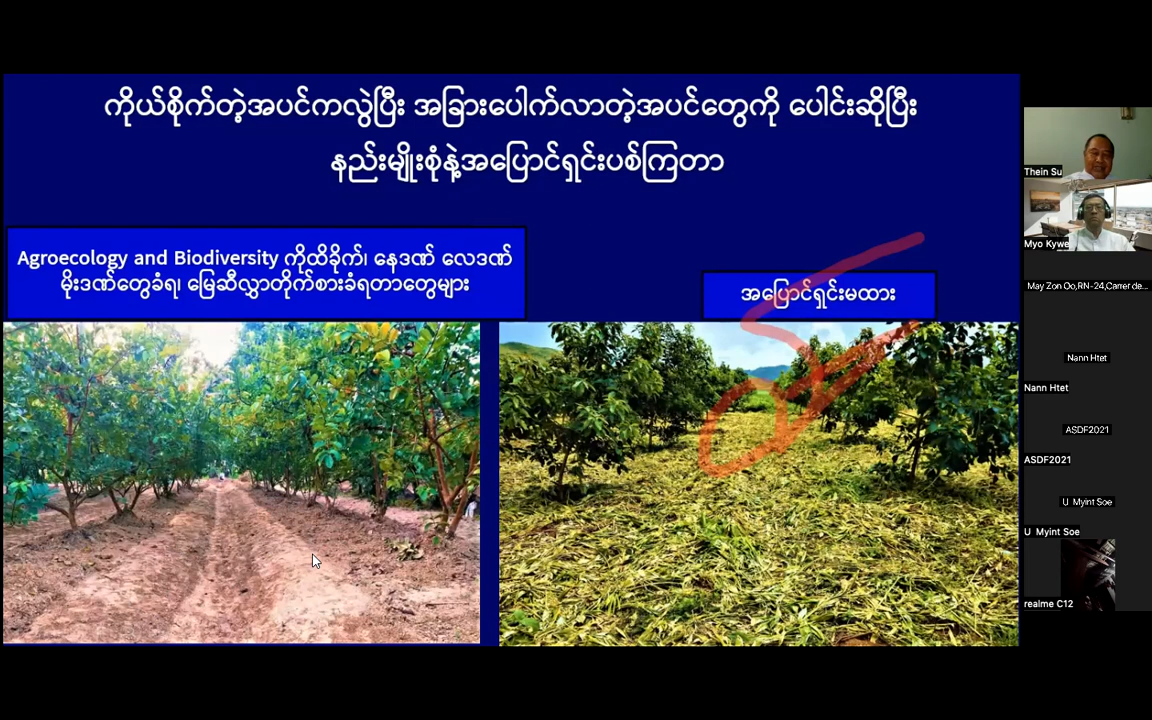 ကိုယ်စိုက်တဲ့အပင်ကလွဲပြီး အခြားပေါက်လာတဲ့အပင်တွေကို ပေါင်းဆိုပြီး
နည်းမျိုးစုံနဲ့အပြောင်ရှင်းပစ်ကြတာ
Agroecology and Biodiversity ကိုထိခိုက်၊ နေဒဏ် လေဒဏ်
မိုးဒဏ်တွေခံရ၊ မြေဆီလွှာတိုက်စားခံရတာတွေများ
အပြောင်ရှင်းမထား
Thein Su
Myo Kywe
May Zon Oo,RN-24,Carrer de...
Nann Htet
Nann Htet
ASDF2021
ASDF2021
U Myint Soe
U Myint Soe
realme C12